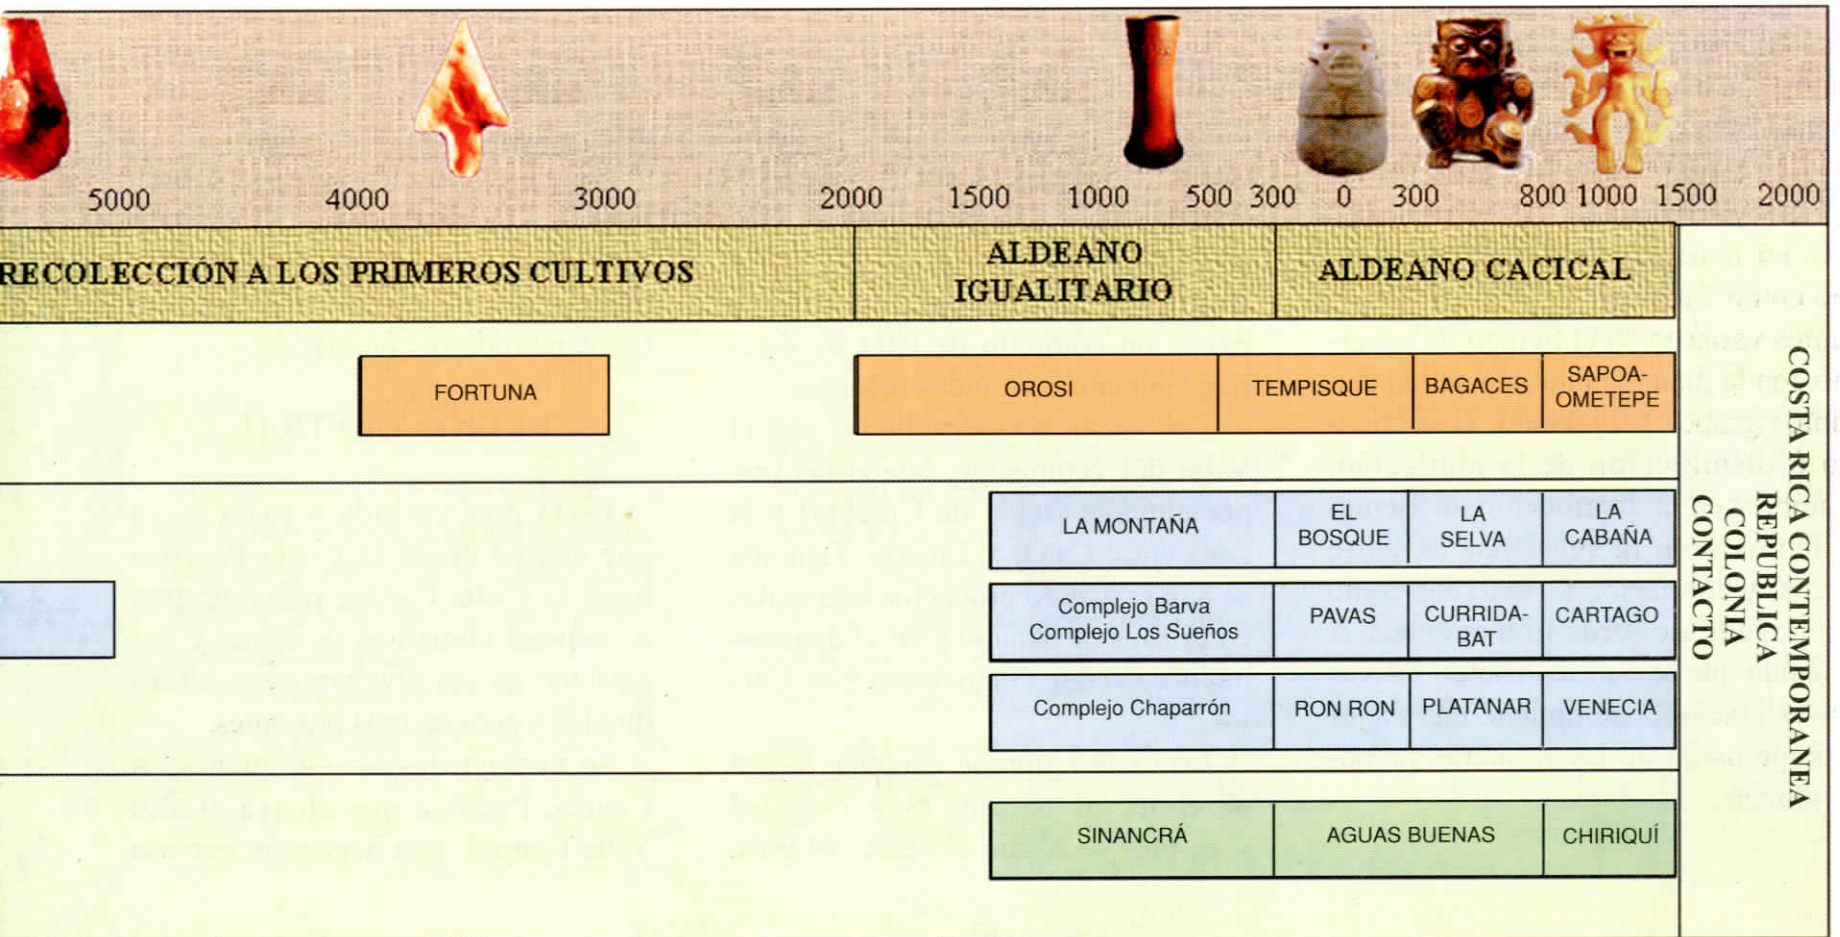 5000 4000 3000 2000 1500 1000 500 300 0 300 800 1000 1500 2000
RECOLECCIÓN A LOS PRIMEROS CULTIVOS
ALDEANO
IGUALITARIO
ALDEANO CACICAL
FORTUNA
OROSI
TEMPISQUE
BAGACES
SAPOA-
OMETEPE
LA MONTAÑA
EL
BOSQUE
LA
SELVA
LA
CABAÑA
Complejo Barva
Complejo Los Sueños
PAVAS
CURRIDA-
BAT
CARTAGO
Complejo Chaparrón
RON RON
PLATANAR
VENECIA
SINANCRÁ
AGUAS BUENAS
CHIRIQUÍ
COSTA RICA CONTEMPORANEA
REPUBLICA
COLONIA
CONTACTO